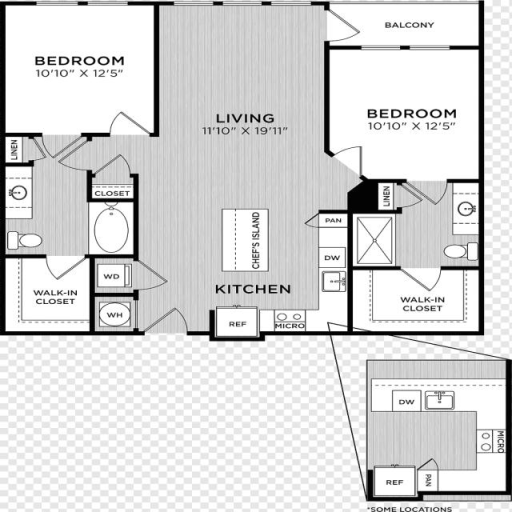 BALCONY
BEDROOM
10'10" X 12'5"
LIVING
11'10" X 19'11"
BEDROOM
10'10" X 12'5"
LINEN
CLOSET
LINEN
PAN
CHEF'S ISLAND
DW
WALK-IN
CLOSET
WD
KITCHEN
WALK-IN
CLOSET
WH
REF
MICRO
DW
MICRO
REF
PAN
*SOME LOCATIONS